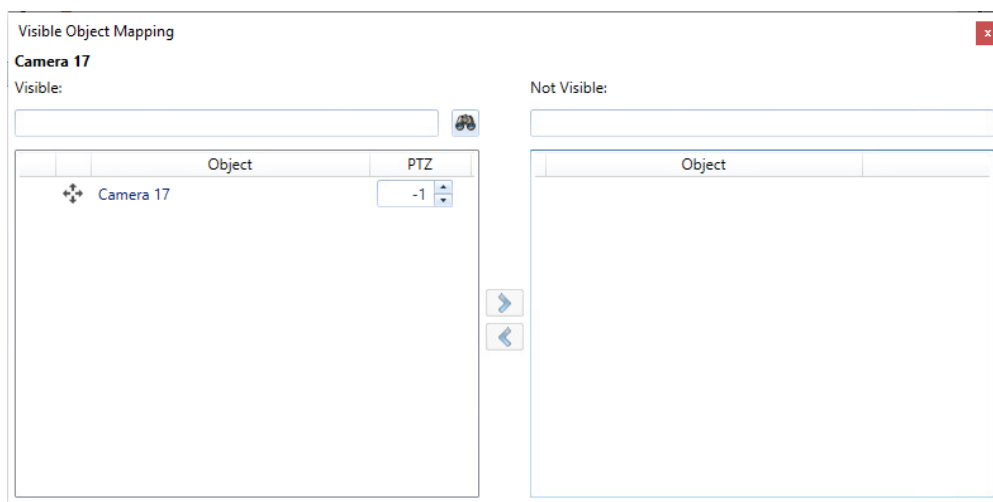 Visible Object Mapping
x
Camera 17
Visible:
Not Visible:
Object PTZ
Object
Camera 17 -1